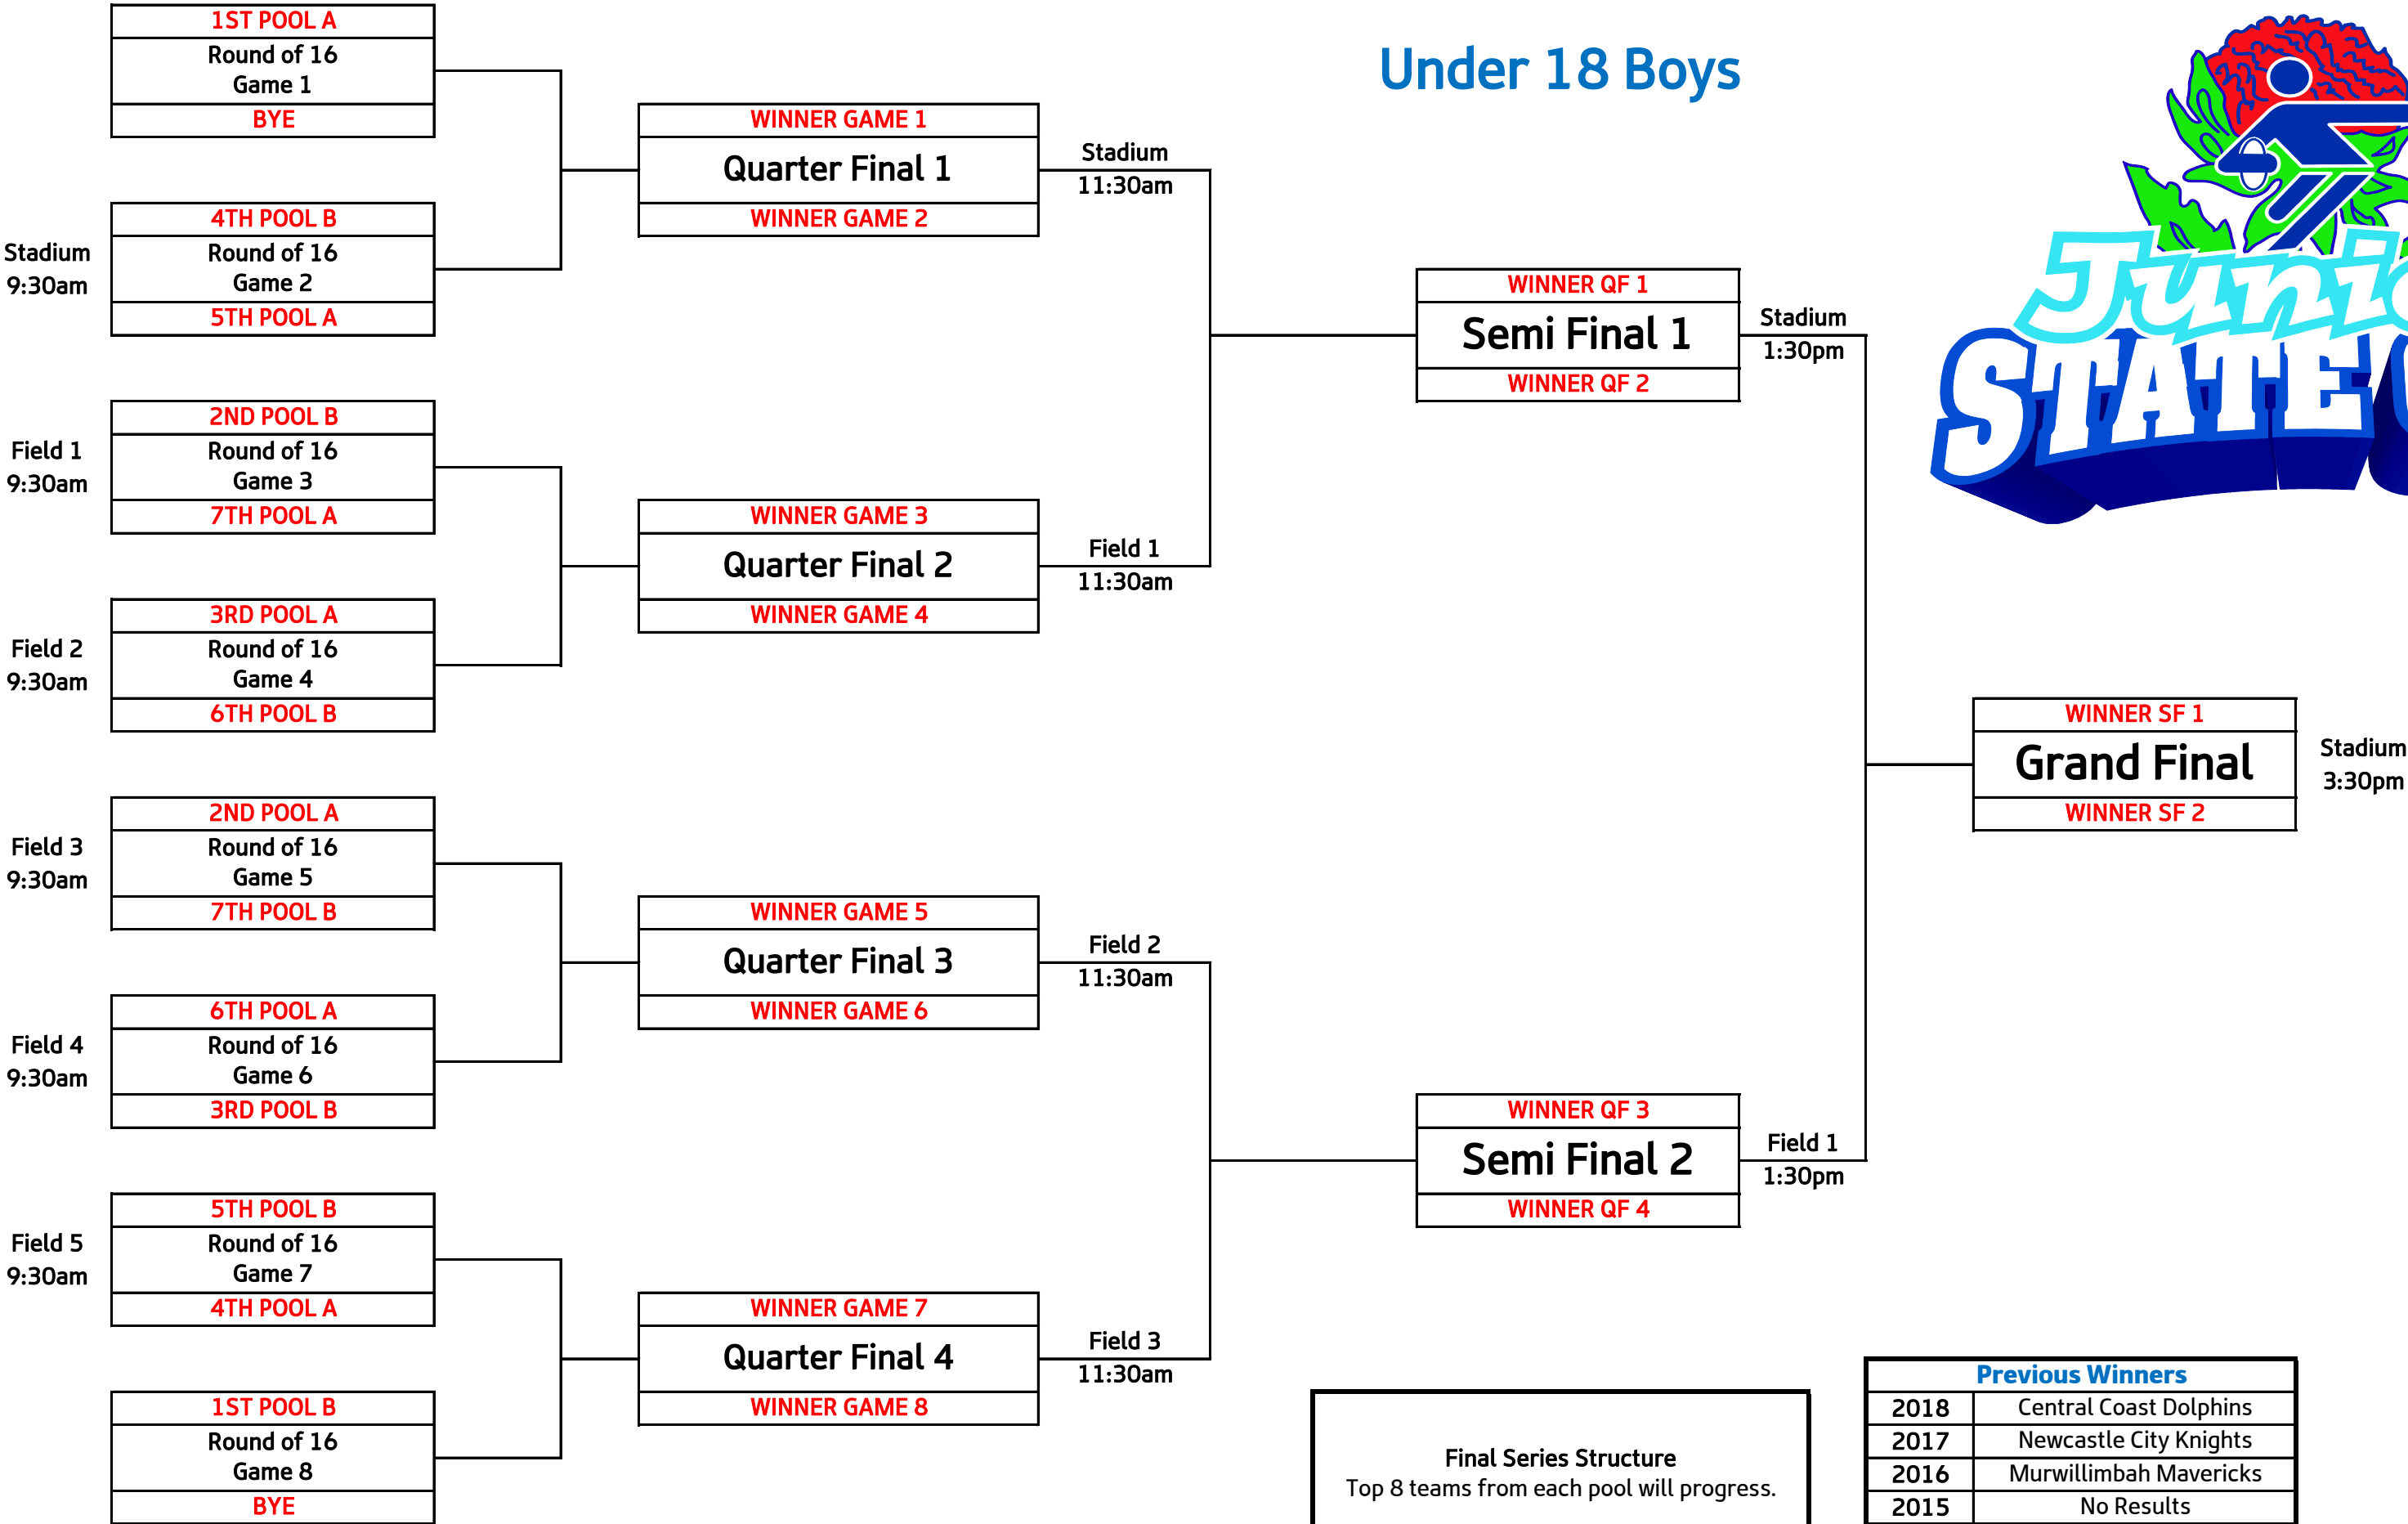 Under 18 Boys
1ST POOL A
Round of 16
Game 1
BYE
Stadium
9:30am
4TH POOL B
Round of 16
Game 2
5TH POOL A
Field 1
9:30am
2ND POOL B
Round of 16
Game 3
7TH POOL A
Field 2
9:30am
3RD POOL A
Round of 16
Game 4
6TH POOL B
Field 3
9:30am
2ND POOL A
Round of 16
Game 5
7TH POOL B
Field 4
9:30am
6TH POOL A
Round of 16
Game 6
3RD POOL B
Field 5
9:30am
5TH POOL B
Round of 16
Game 7
4TH POOL A
1ST POOL B
Round of 16
Game 8
BYE
WINNER GAME 1
Quarter Final 1
WINNER GAME 2
Stadium
11:30am
WINNER GAME 3
Quarter Final 2
WINNER GAME 4
Field 1
11:30am
WINNER GAME 5
Quarter Final 3
WINNER GAME 6
Field 2
11:30am
WINNER GAME 7
Quarter Final 4
WINNER GAME 8
Field 3
11:30am
WINNER QF 1
Semi Final 1
WINNER QF 2
Stadium
1:30pm
WINNER QF 3
Semi Final 2
WINNER QF 4
Field 1
1:30pm
WINNER SF 1
Grand Final
WINNER SF 2
Stadium
3:30pm
STATE
Final Series Structure
Top 8 teams from each pool will progress.
Previous Winners
2018 Central Coast Dolphins
2017 Newcastle City Knights
2016 Murwillimbah Mavericks
2015 No Results